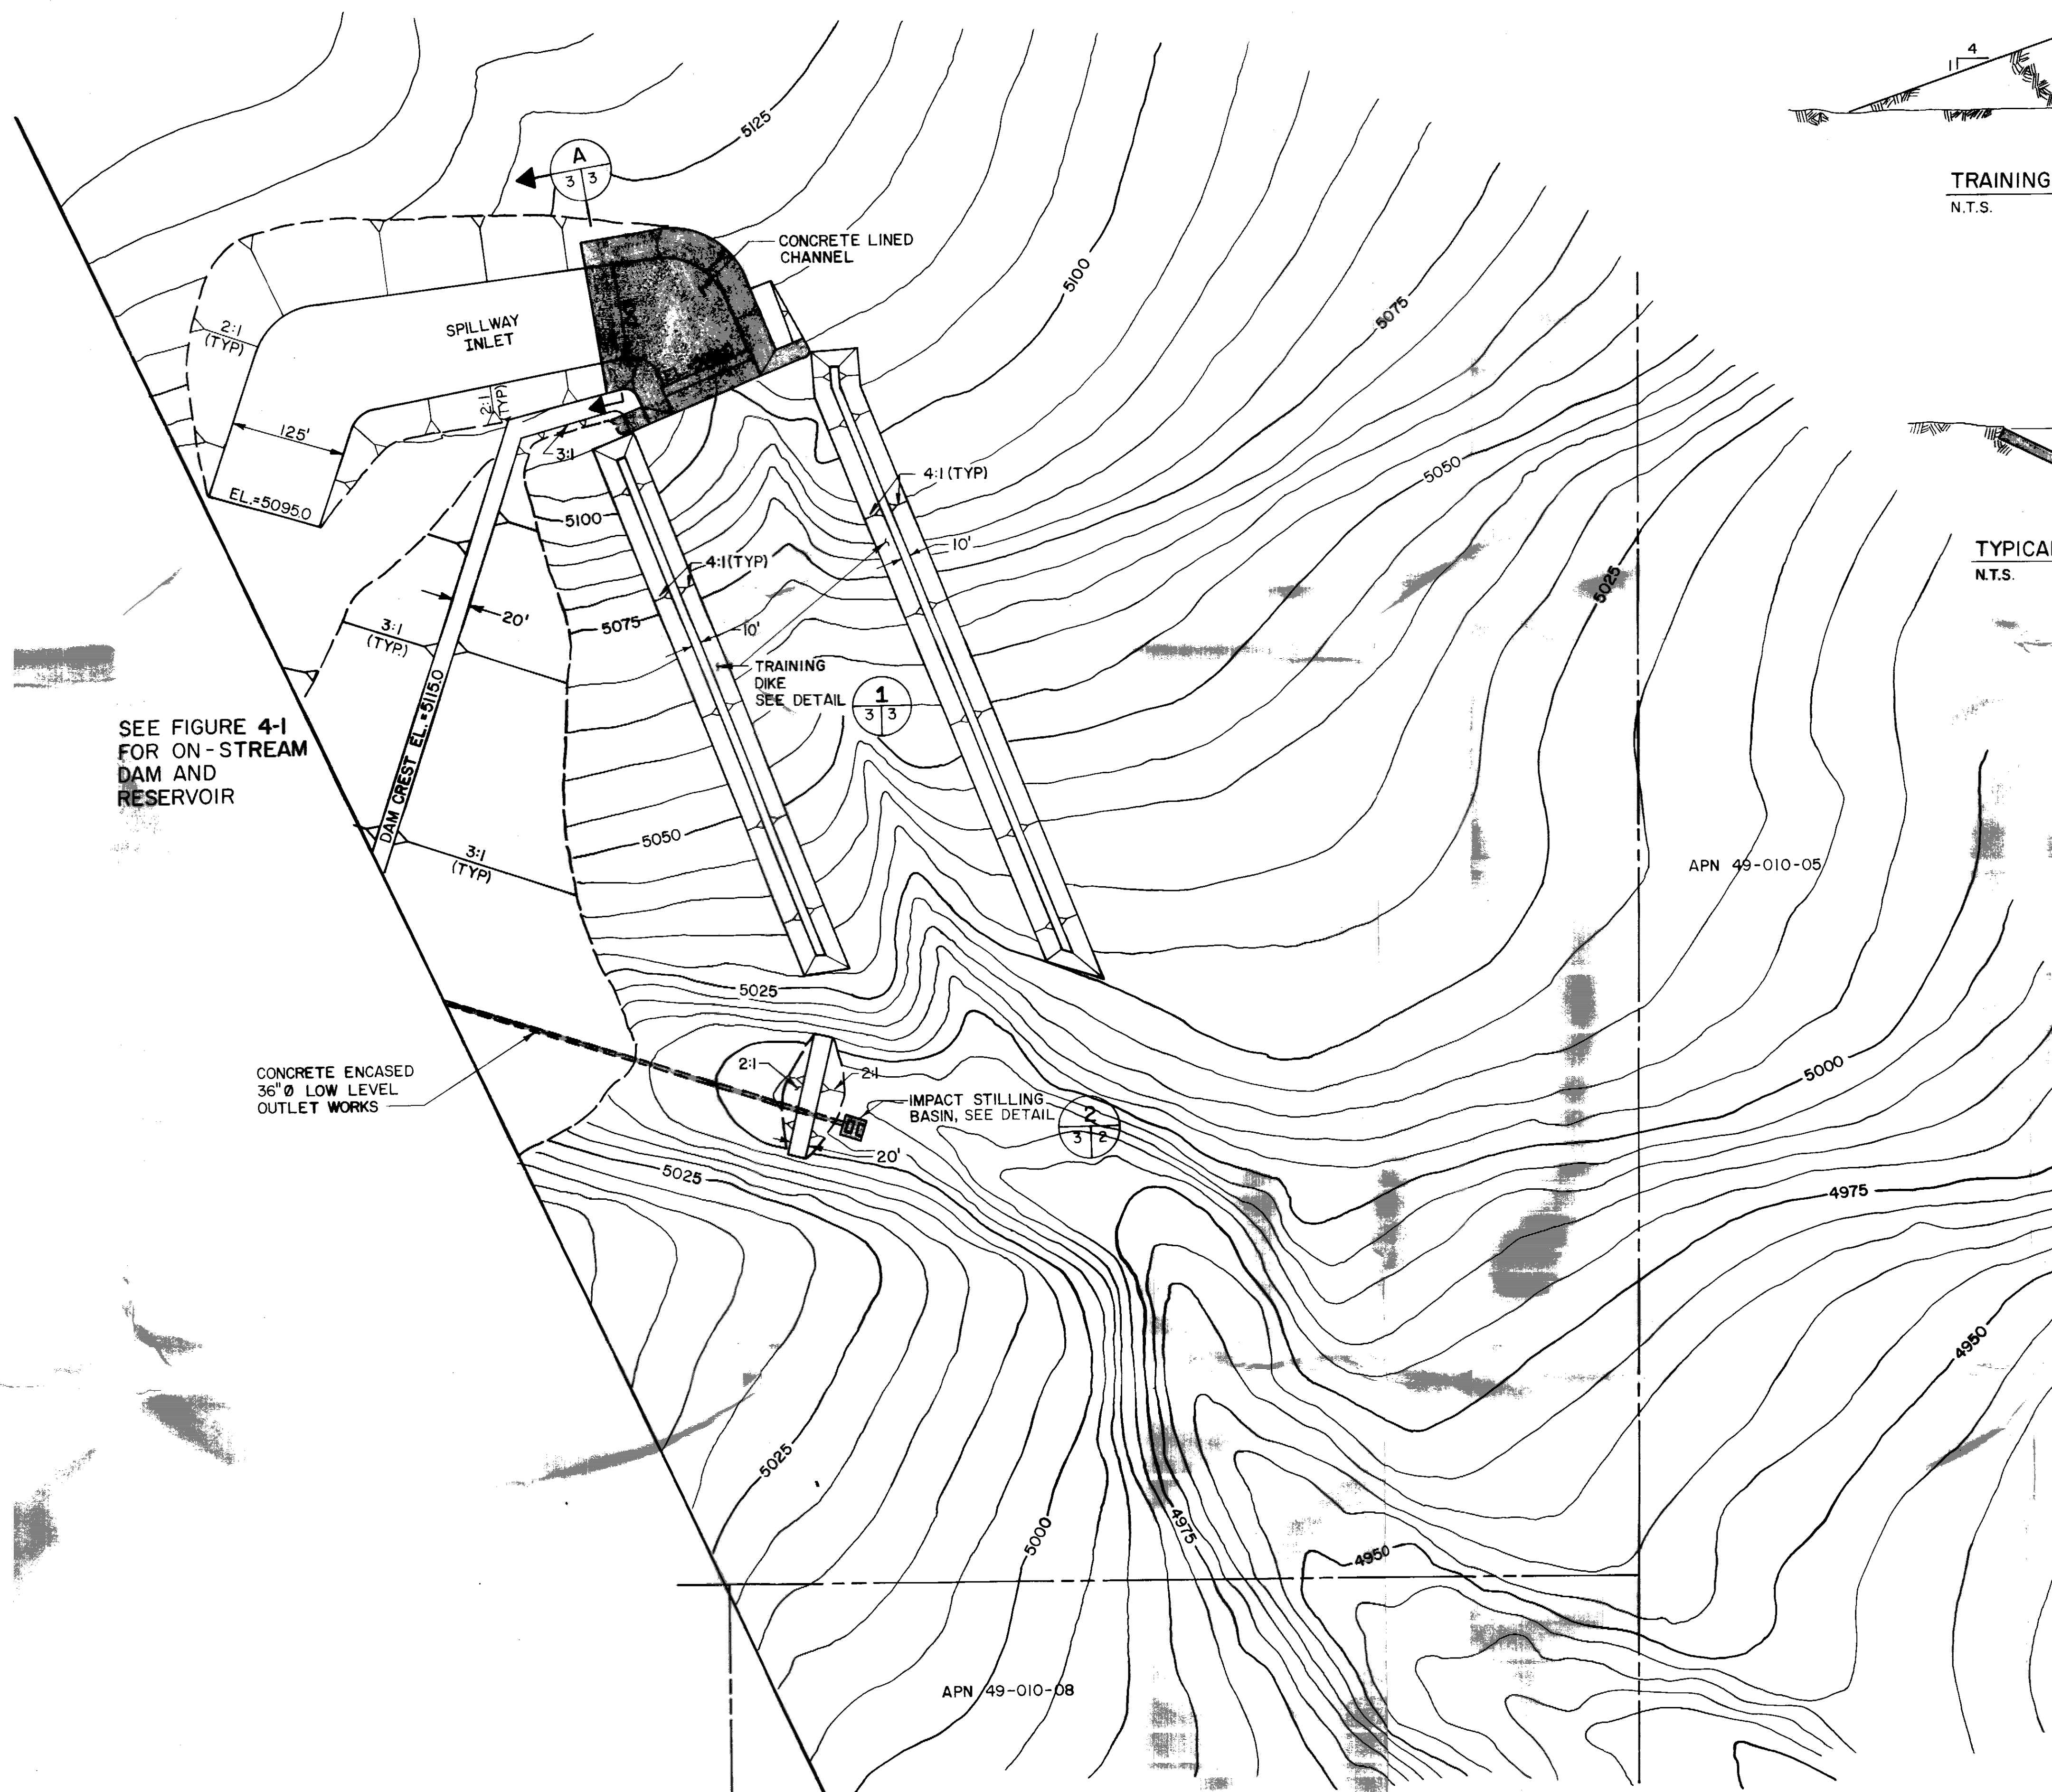 4
1
TRAINING
N.T.S.
5125
A
3 3
CONCRETE LINED
CHANNEL
5100
5075
SPILLWAY
INLET
2:1
(TYP)
2:1
(TYP)
125'
3:1
EL.=5095.0
4:1 (TYP)
5050
5100
10'
4:1 (TYP)
TYPICAL
N.T.S.
5025
20'
3:1
(TYP.)
5075
10'
TRAINING
DIKE
SEE DETAIL
1
3 3
DAM CREST EL.=5115.0
SEE FIGURE 4-1
FOR ON-STREAM
DAM AND
RESERVOIR
5050
3:1
(TYP)
APN 49-010-05
5025
CONCRETE ENCASED
36"Ø LOW LEVEL
OUTLET WORKS
2:1
2:1
IMPACT STILLING
BASIN, SEE DETAIL
2
3 2
20'
5000
5025
4975
4950
5025
5000
4975
4950
APN 49-010-08